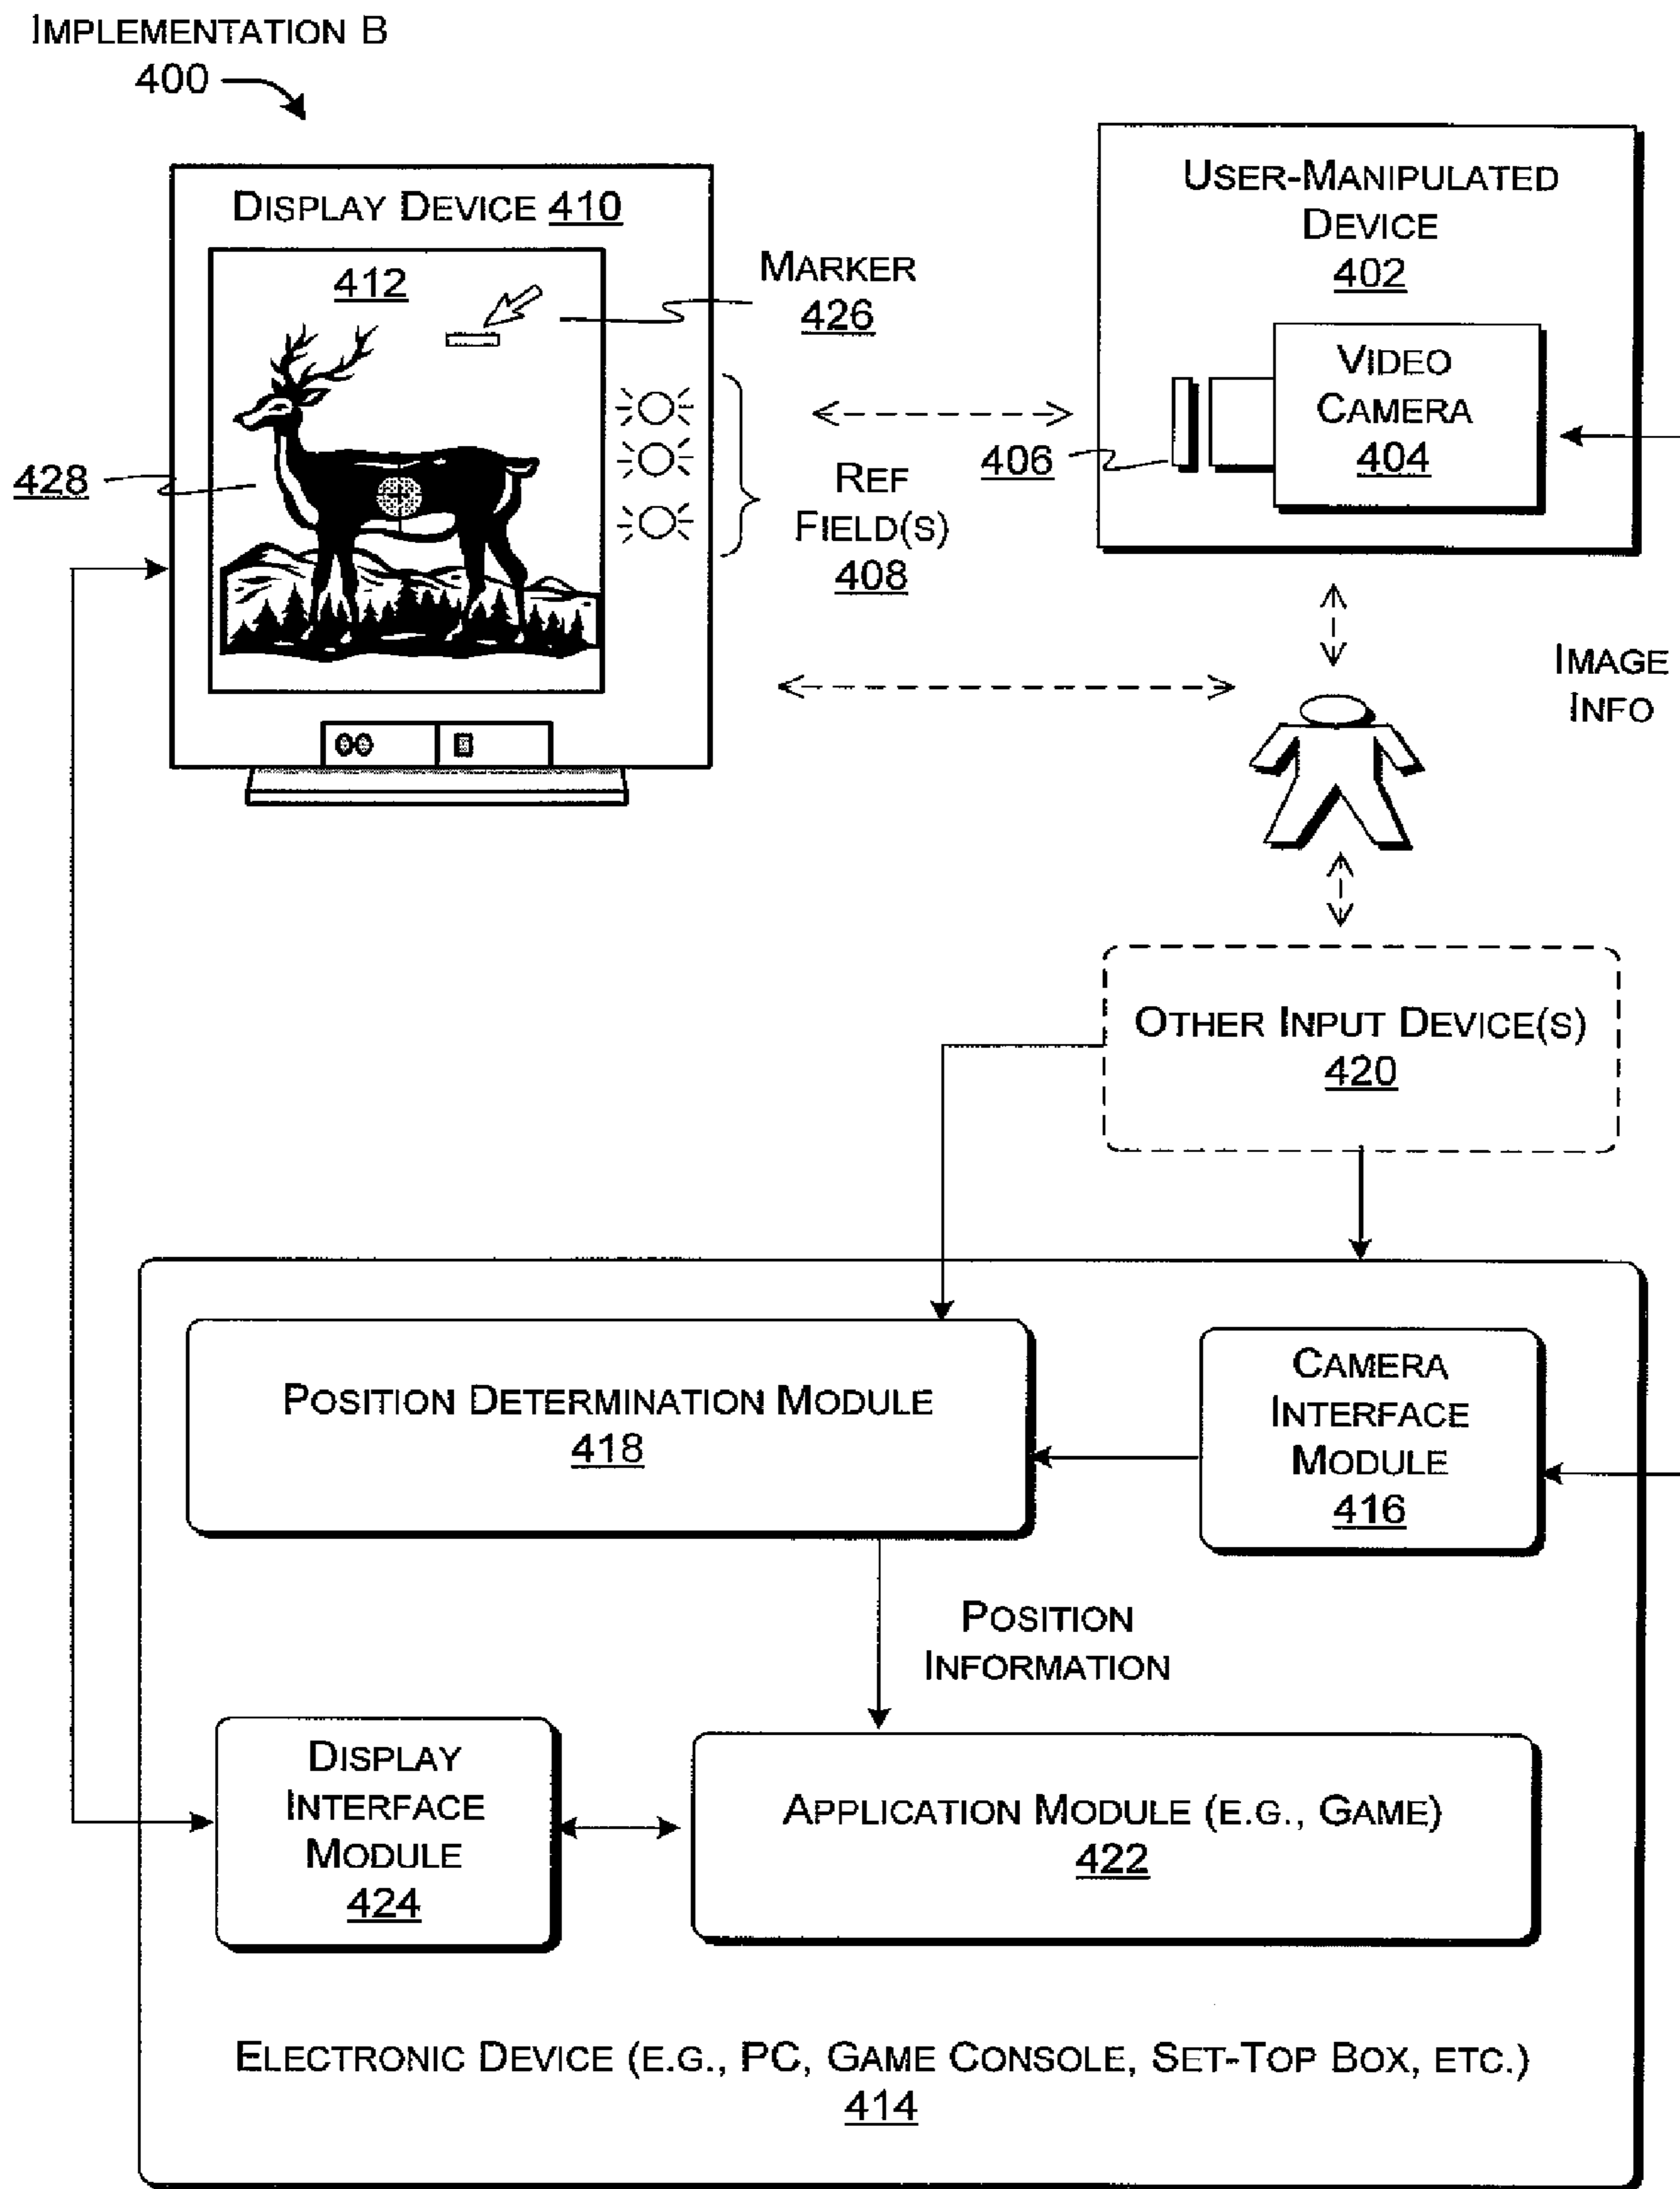 IMPLEMENTATION B
400
DISPLAY DEVICE 410
412
MARKER
426
428
REF
FIELD(S)
408
USER-MANIPULATED
DEVICE
402
VIDEO
CAMERA
404
406
IMAGE
INFO
OTHER INPUT DEVICE(S)
420
POSITION DETERMINATION MODULE
418
CAMERA
INTERFACE
MODULE
416
POSITION
INFORMATION
DISPLAY
INTERFACE
MODULE
424
APPLICATION MODULE (E.G., GAME)
422
ELECTRONIC DEVICE (E.G., PC, GAME CONSOLE, SET-TOP BOX, ETC.)
414